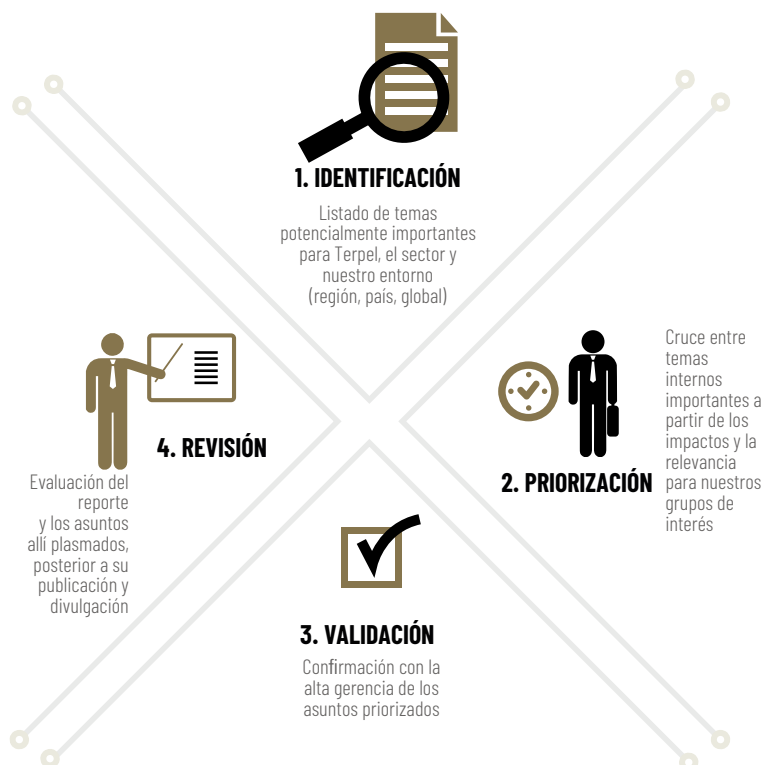 1. IDENTIFICACIÓN
Listado de temas
potencialmente importantes
para Terpel, el sector y
nuestro entorno
(región, país, global)
2. PRIORIZACIÓN
Cruce entre
temas
internos
importantes a
partir de los
impactos y la
relevancia
para nuestros
grupos de
interés
3. VALIDACIÓN
Confirmación con la
alta gerencia de los
asuntos priorizados
4. REVISIÓN
Evaluación del
reporte
y los asuntos
allí plasmados,
posterior a su
publicación y
divulgación